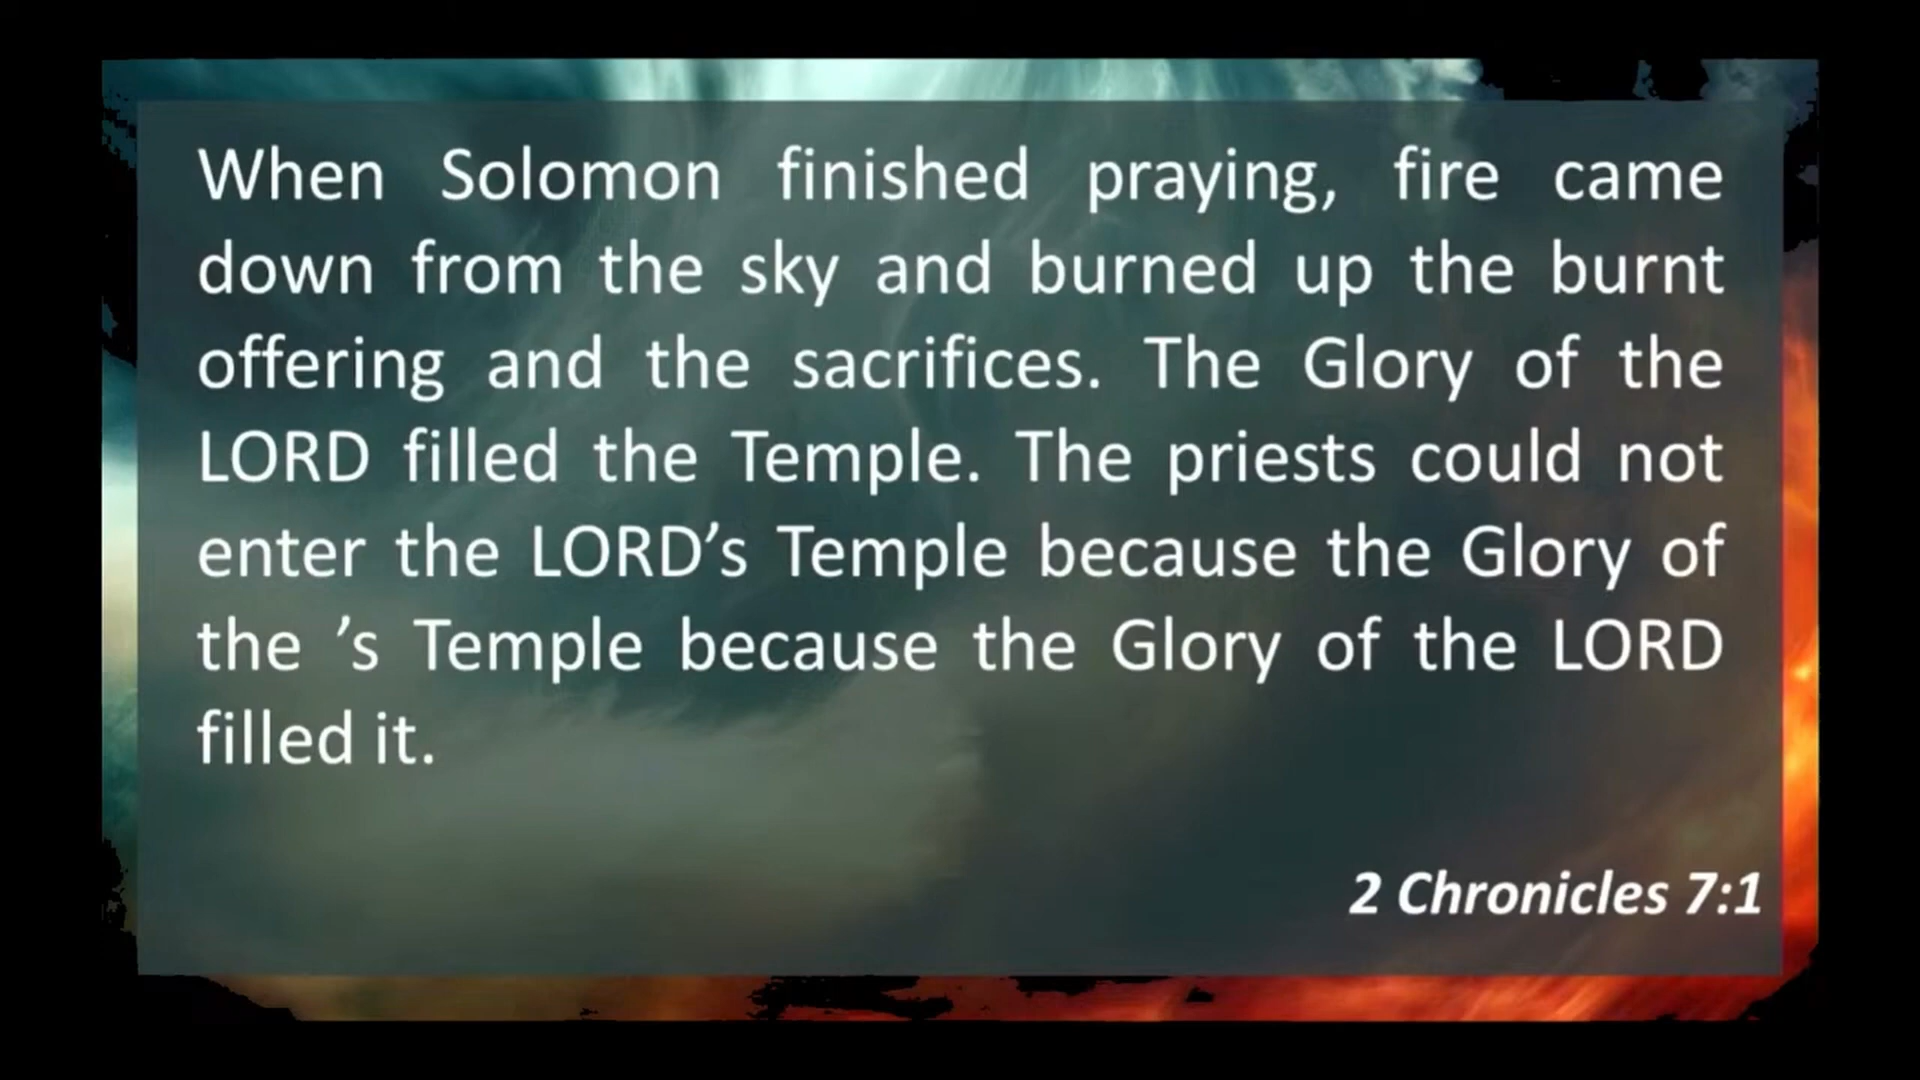 When Solomon finished praying, fire came
down from the sky and burned up the burnt
offering and the sacrifices. The Glory of the
LORD filled the Temple. The priests could not
enter the LORD’s Temple because the Glory of
the ’s Temple because the Glory of the LORD
filled it.
2 Chronicles 7:1